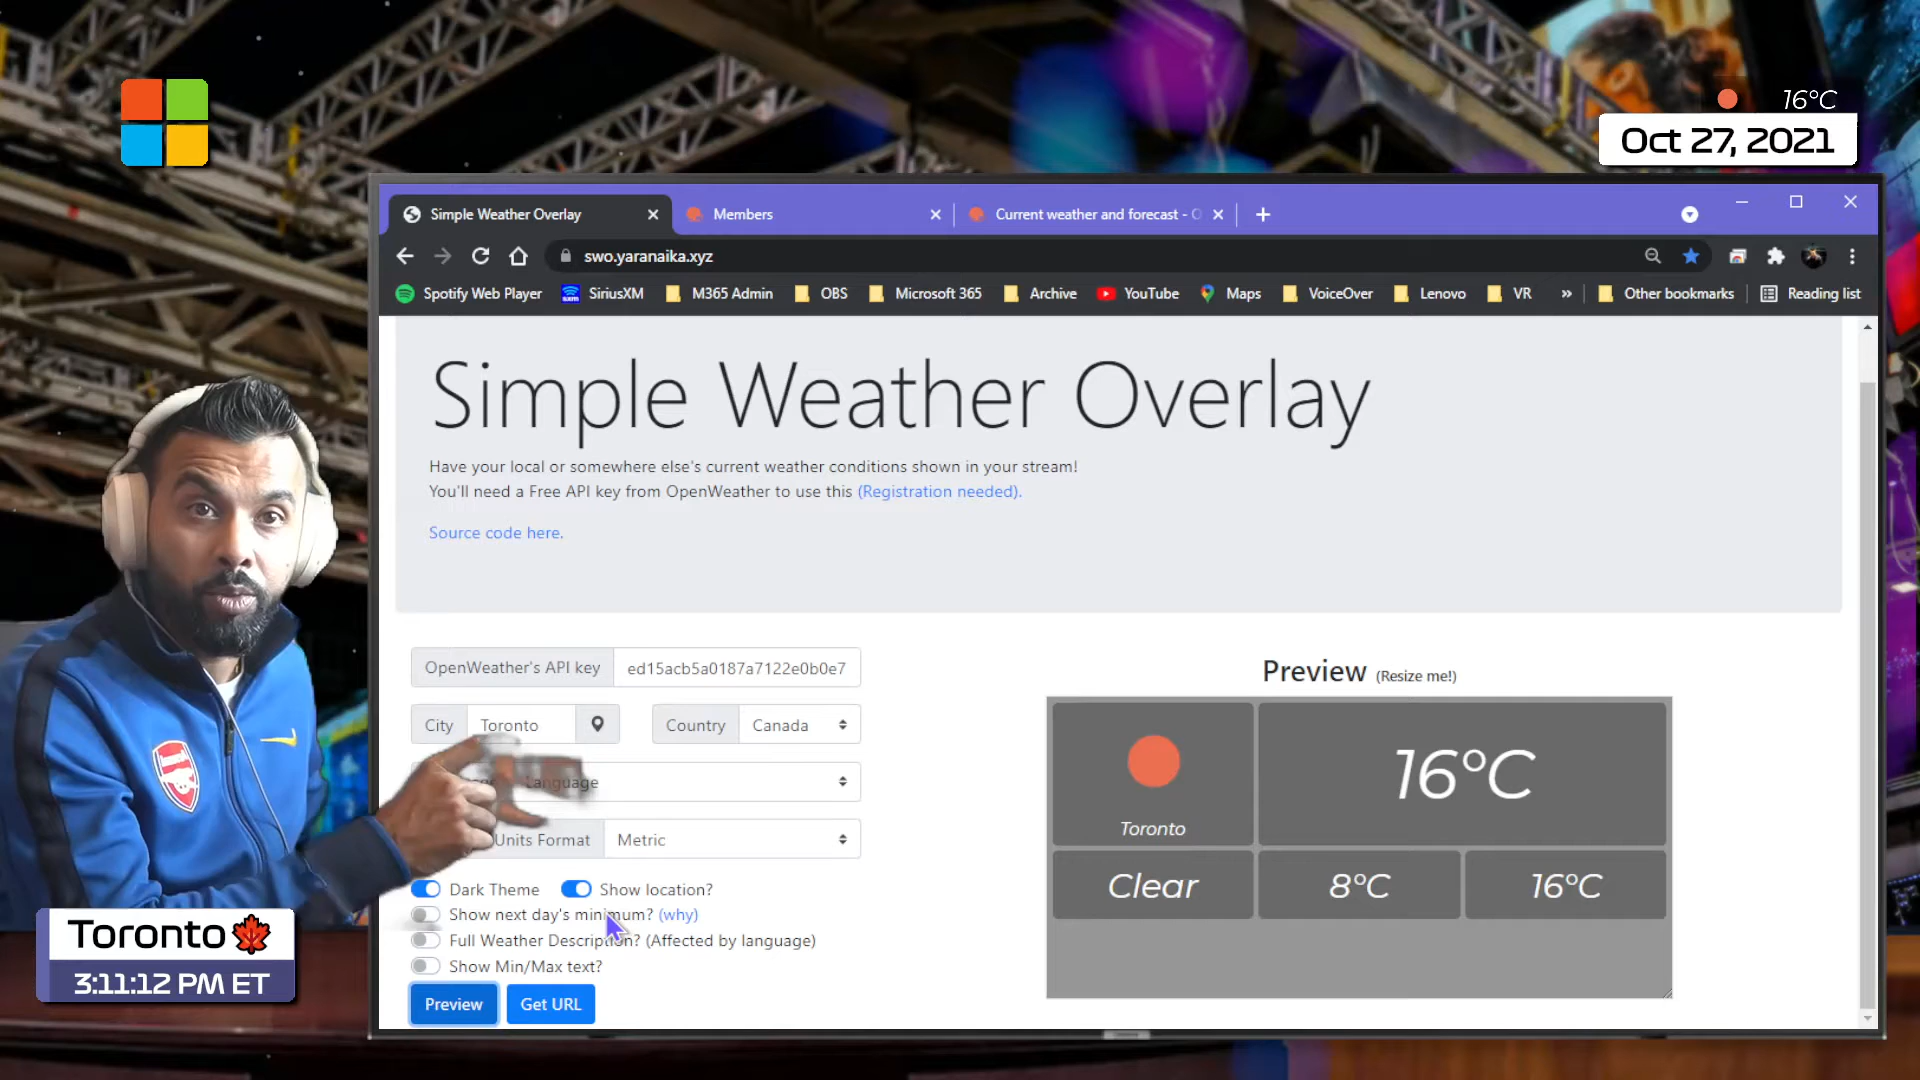 16°C
Oct 27, 2021
Simple Weather Overlay
Members
Current weather and forecast - O
swo.yaranaika.xyz
Spotify Web Player
SiriusXM
M365 Admin
OBS
Microsoft 365
Archive
YouTube
Maps
VoiceOver
Lenovo
VR
»
Other bookmarks
Reading list
Simple Weather Overlay
Have your local or somewhere else's current weather conditions shown in your stream!
You'll need a Free API key from OpenWeather to use this (Registration needed).
Source code here.
OpenWeather's API key ed15acb5a0187a7122e0b0e7
City Toronto
Country Canada
Language
Units Format Metric
Dark Theme Show location?
Show next day's minimum? (why)
Full Weather Description? (Affected by language)
Show Min/Max text?
Preview
Get URL
Preview (Resize me!)
Toronto
16°C
Clear
8°C
16°C
Toronto
3:11:12 PM ET
Arsenal